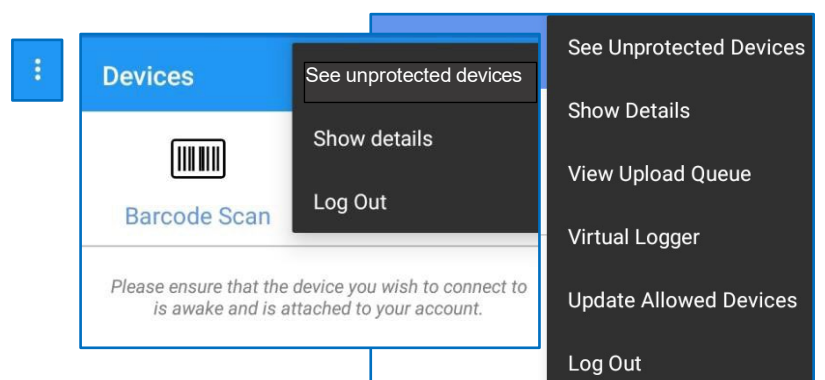 Devices
See unprotected devices
Show details
Log Out
Barcode Scan
Please ensure that the device you wish to connect to
is awake and is attached to your account.
See Unprotected Devices
Show Details
View Upload Queue
Virtual Logger
Update Allowed Devices
Log Out